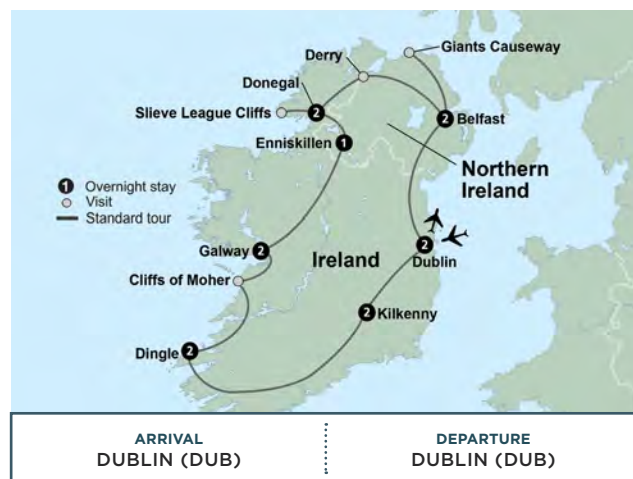 Giants Causeway
Derry
Donegal
2
Slieve League Cliffs
2
Belfast
Enniskillen
1
Northern
Ireland
1 Overnight stay
Visit
Standard tour
Galway
2
Ireland
2
Dublin
Cliffs of Moher
2
Kilkenny
Dingle
2
ARRIVAL
DUBLIN (DUB)
DEPARTURE
DUBLIN (DUB)